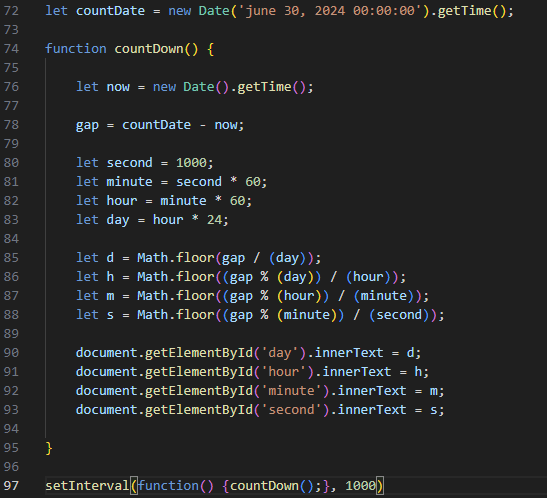 72 let countDate = new Date('june 30, 2024 00:00:00').getTime();
73
74 function countDown() {
75
76     let now = new Date().getTime();
77
78     gap = countDate - now;
79
80     let second = 1000;
81     let minute = second * 60;
82     let hour = minute * 60;
83     let day = hour * 24;
84
85     let d = Math.floor(gap / (day));
86     let h = Math.floor((gap % (day)) / (hour));
87     let m = Math.floor((gap % (hour)) / (minute));
88     let s = Math.floor((gap % (minute)) / (second));
89
90     document.getElementById('day').innerText = d;
91     document.getElementById('hour').innerText = h;
92     document.getElementById('minute').innerText = m;
93     document.getElementById('second').innerText = s;
94
95 }
96
97 setInterval(function() {countDown();}, 1000)